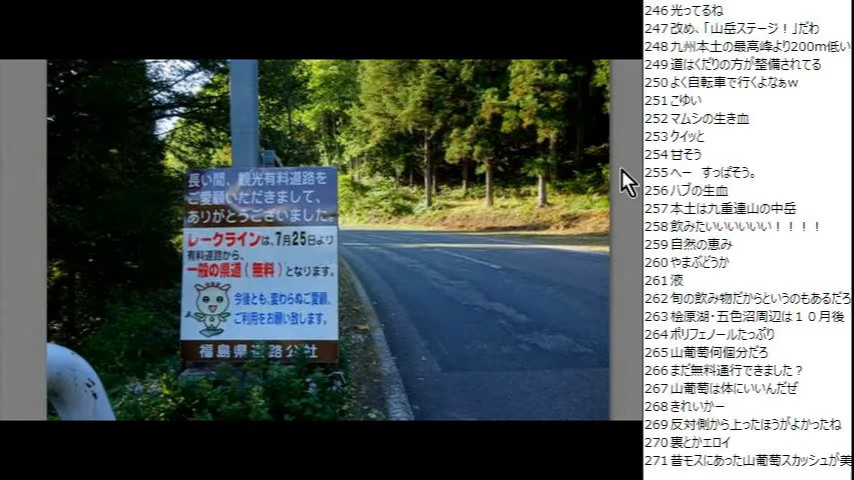 長い間、観光有料道路を
ご愛顧いただきまして、
ありがとうございました。
レークラインは、7月25日より
有料道路から、
一般の県道(無料)となります。
今後とも、変わらぬご愛顧、
ご利用をお願い致します。
福島県道路公社
246 光ってるね
247 改め、「山岳ステージ！」だわ
248 九州本土の最高峰より200m低い
249 道はくだりの方が整備されてる
250 よく自転車で行くよなぁw
251 こゆい
252 マムシの生き血
253 クイッと
254 甘そう
255 へー　すっぱそう。
256 ハブの生血
257 本土は九重連山の中岳
258 飲みたいいいいいい！！！！
259 自然の恵み
260 やまぶどうか
261 液
262 旬の飲み物だからというのもあるだろ
263 桧原湖・五色沼周辺は１０月後
264 ポリフェノールたっぷり
265 山葡萄何個分だろ
266 まだ無料通行できました？
267 山葡萄は体にいいんだぜ
268 きれいかー
269 反対側から上ったほうがよかったね
270 裏とかエロイ
271 昔モスにあった山葡萄スカッシュが美